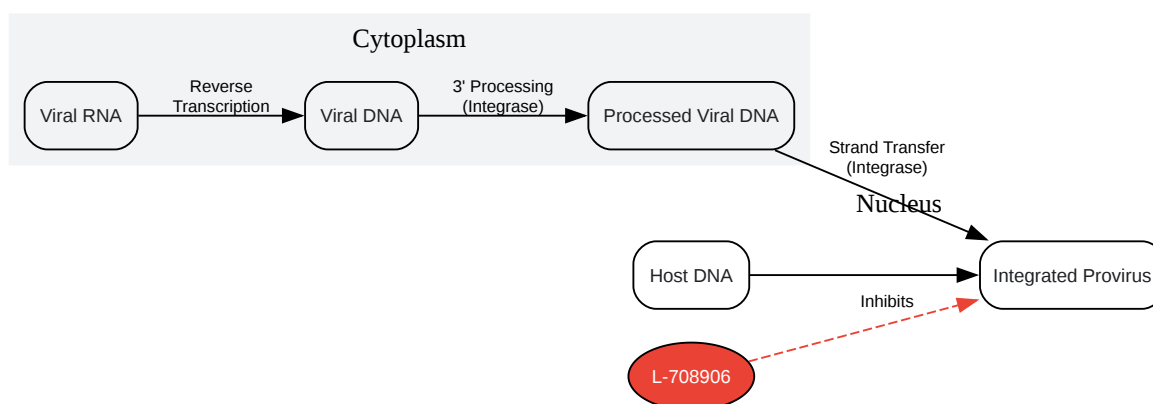 Cytoplasm
Viral RNA
Reverse
Transcription
Viral DNA
3' Processing
(Integrase)
Processed Viral DNA
Strand Transfer
(Integrase)
Nucleus
Host DNA
Integrated Provirus
Inhibits
L-708906